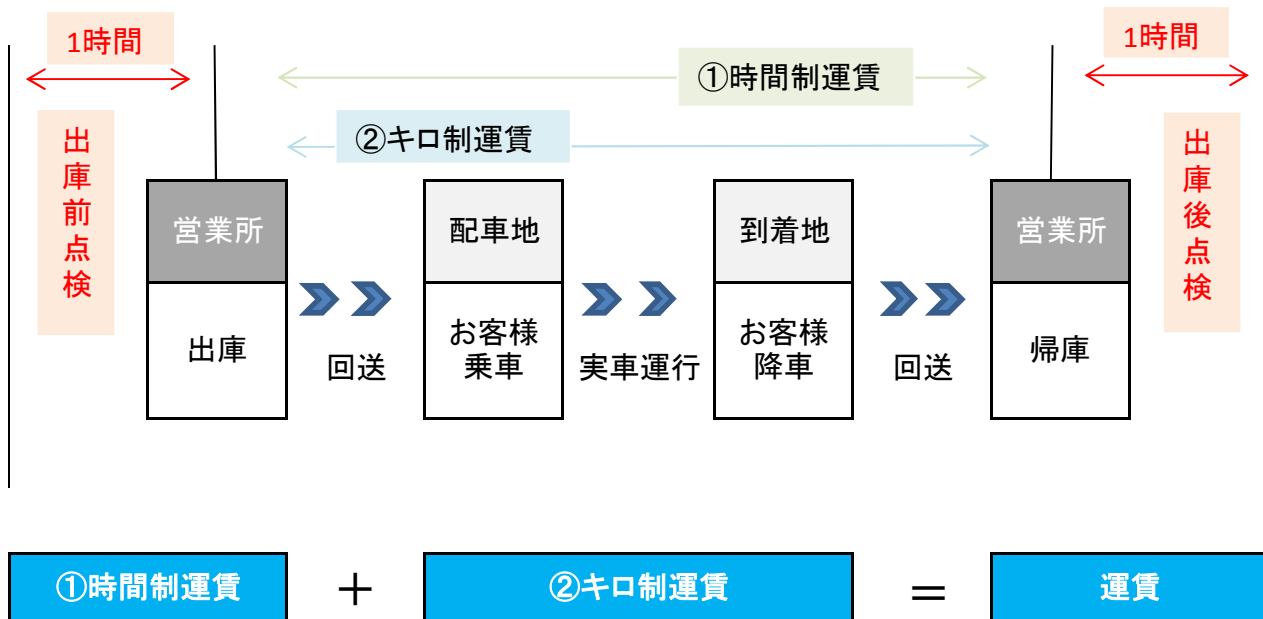 1時間
1時間
①時間制運賃
②キロ制運賃
出庫前点検
出庫後点検
営業所
配車地
到着地
営業所
出庫
回送
お客様
乗車
実車運行
お客様
降車
回送
帰庫
①時間制運賃
+
②キロ制運賃
=
運賃